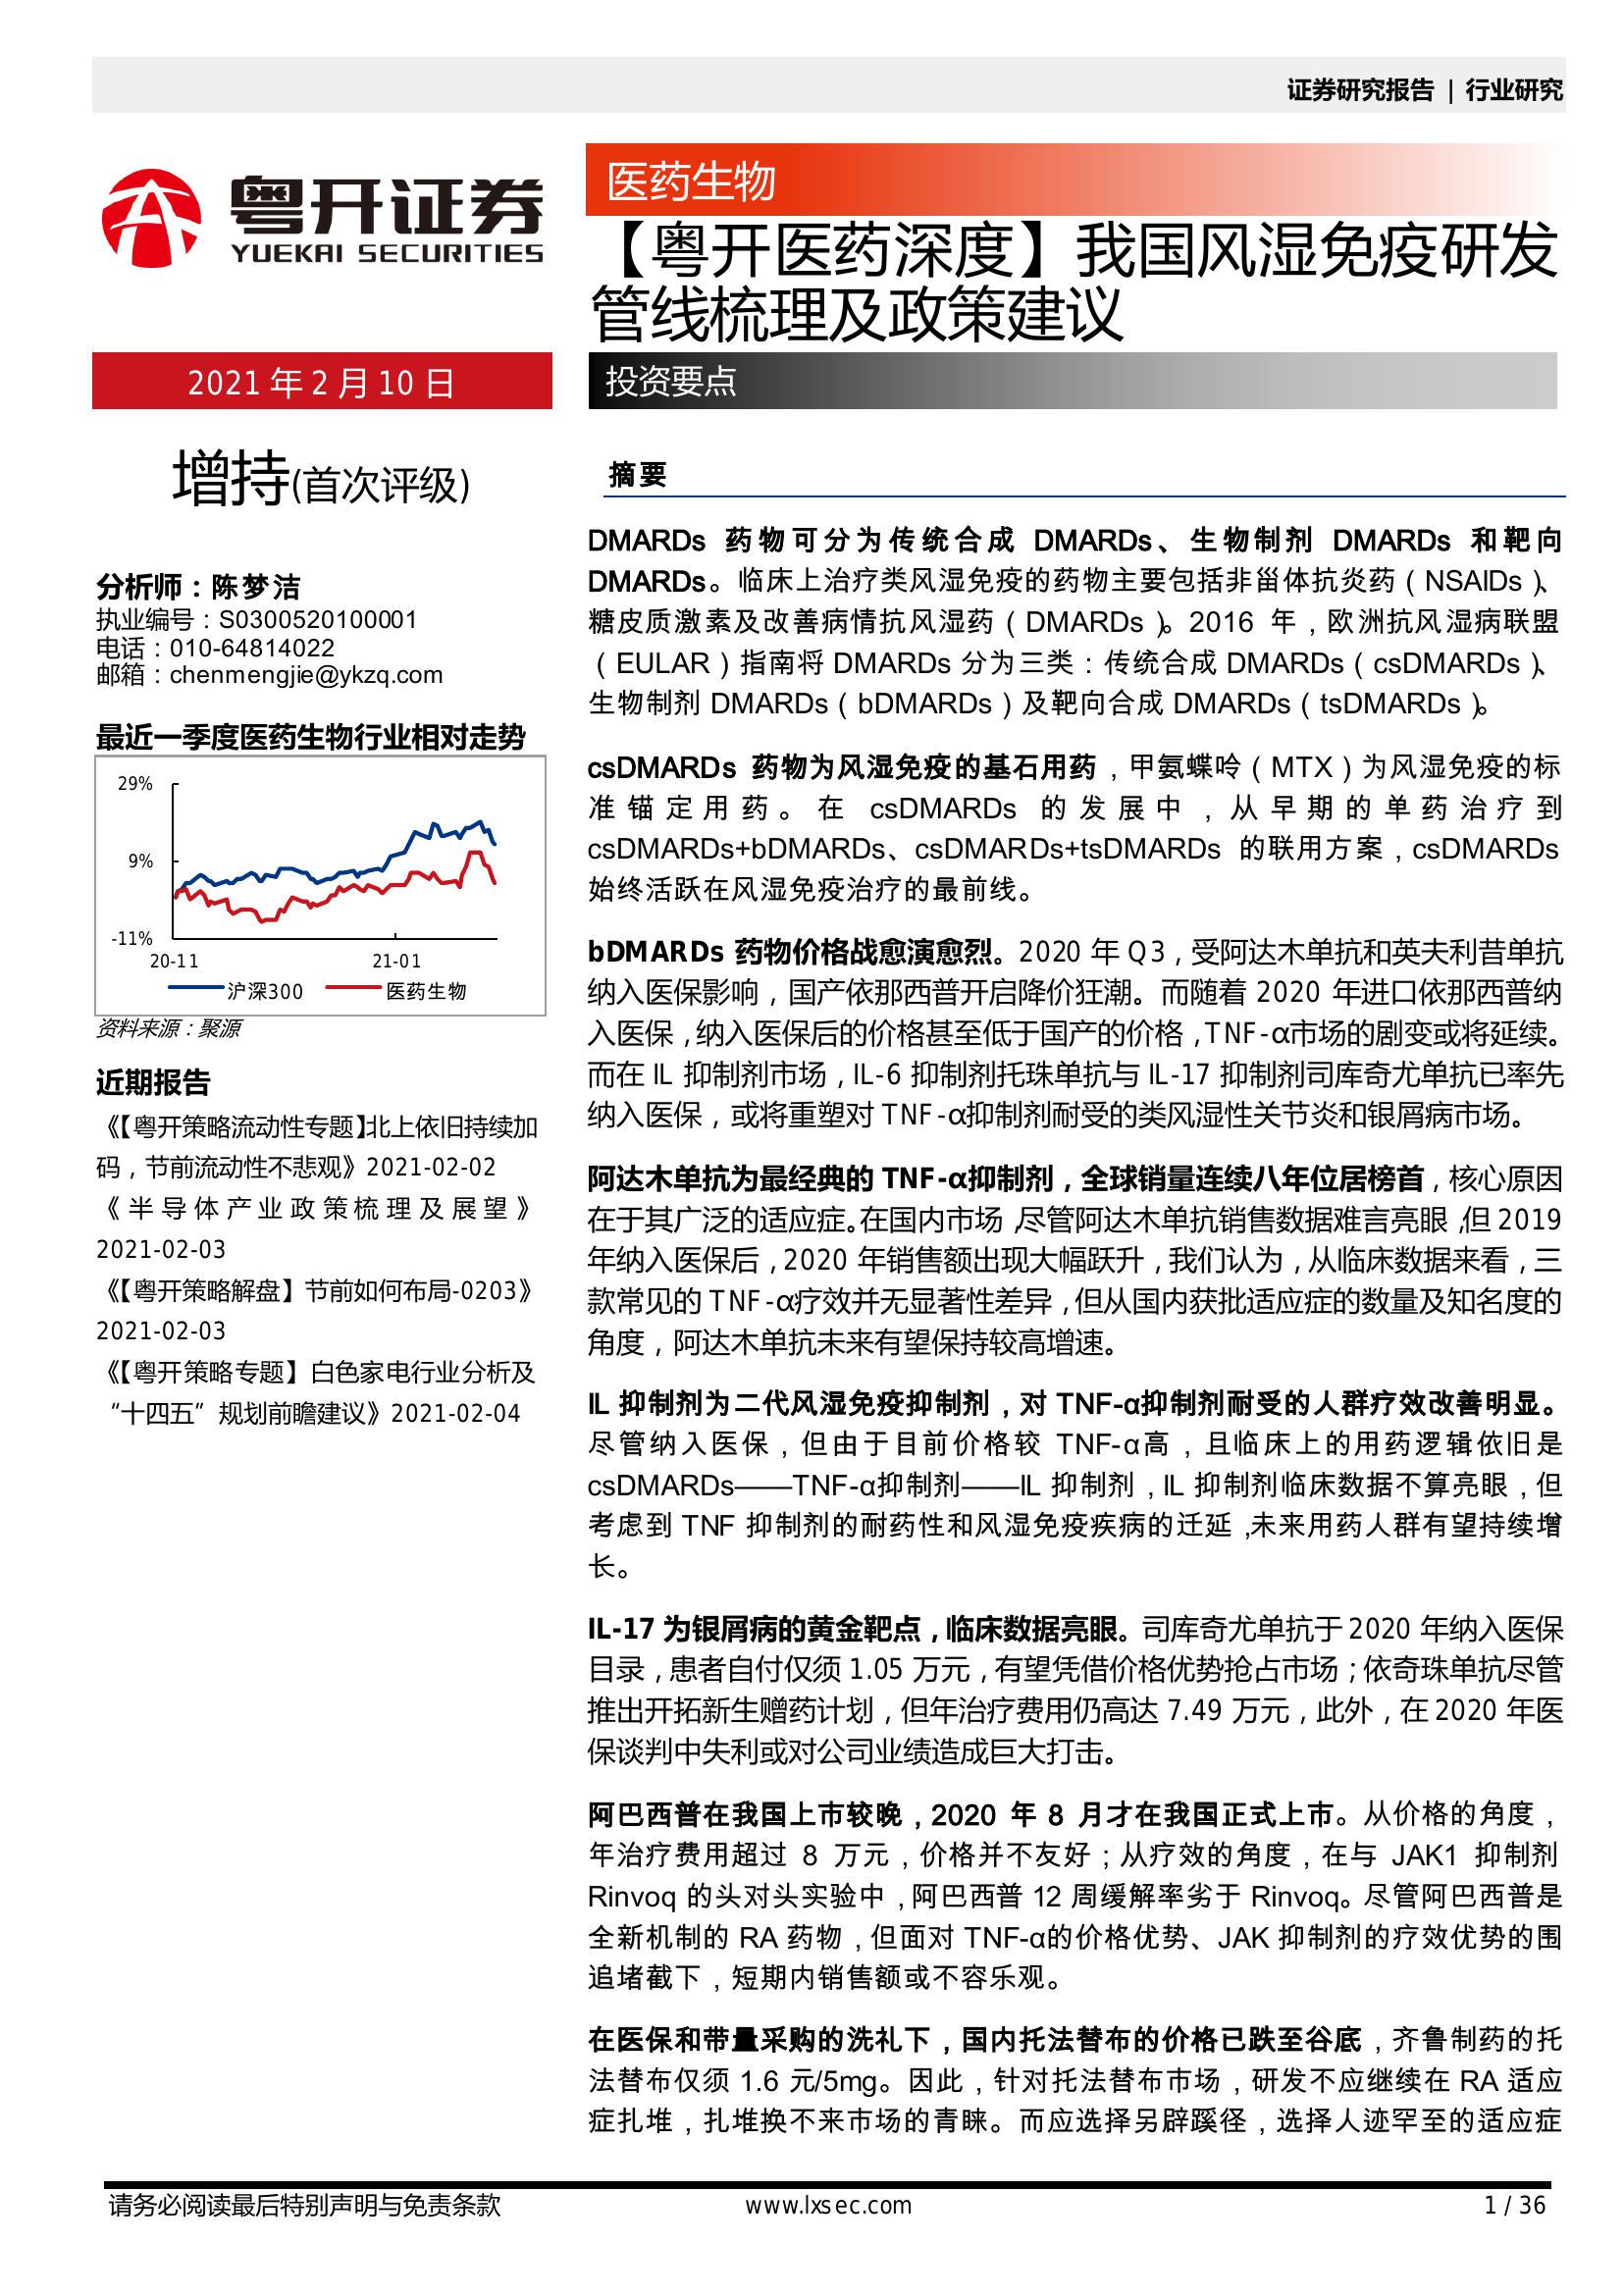 证券研究报告 | 行业研究
粤开证券
YUEKAI SECURITIES
医药生物
【粤开医药深度】我国风湿免疫研发
管线梳理及政策建议
2021 年 2 月 10 日
投资要点
增持(首次评级)
分析师：陈梦洁
执业编号：S0300520100001
电话：010-64814022
邮箱：chenmengjie@ykzq.com
最近一季度医药生物行业相对走势
29%
9%
-11%
20-11 21-01
沪深300 医药生物
资料来源：聚源
近期报告
《【粤开策略流动性专题】北上依旧持续加
码，节前流动性不悲观》2021-02-02
《半导体产业政策梳理及展望》
2021-02-03
《【粤开策略解盘】节前如何布局-0203》
2021-02-03
《【粤开策略专题】白色家电行业分析及
“十四五”规划前瞻建议》2021-02-04
摘要
DMARDs 药物可分为传统合成 DMARDs、生物制剂 DMARDs 和靶向
DMARDs。临床上治疗类风湿免疫的药物主要包括非甾体抗炎药（NSAIDs）、
糖皮质激素及改善病情抗风湿药（DMARDs）。2016 年，欧洲抗风湿病联盟
（EULAR）指南将 DMARDs 分为三类：传统合成 DMARDs（csDMARDs）、
生物制剂 DMARDs（bDMARDs）及靶向合成 DMARDs（tsDMARDs）。
csDMARDs 药物为风湿免疫的基石用药，甲氨蝶呤（MTX）为风湿免疫的标
准锚定用药。在 csDMARDs 的发展中，从早期的单药治疗到
csDMARDs+bDMARDs、csDMARDs+tsDMARDs 的联用方案，csDMARDs
始终活跃在风湿免疫治疗的最前线。
bDMARDs 药物价格战愈演愈烈。2020 年 Q3，受阿达木单抗和英夫利昔单抗
纳入医保影响，国产依那西普开启降价狂潮。而随着 2020 年进口依那西普纳
入医保，纳入医保后的价格甚至低于国产的价格，TNF-α市场的剧变或将延续。
而在 IL 抑制剂市场，IL-6 抑制剂托珠单抗与 IL-17 抑制剂司库奇尤单抗已率先
纳入医保，或将重塑对 TNF-α抑制剂耐受的类风湿性关节炎和银屑病市场。
阿达木单抗为最经典的 TNF-α抑制剂，全球销量连续八年位居榜首，核心原因
在于其广泛的适应症。在国内市场，尽管阿达木单抗销售数据难言亮眼，但 2019
年纳入医保后，2020 年销售额出现大幅跃升，我们认为，从临床数据来看，三
款常见的 TNF-α疗效并无显著性差异，但从国内获批适应症的数量及知名度的
角度，阿达木单抗未来有望保持较高增速。
IL 抑制剂为二代风湿免疫抑制剂，对 TNF-α抑制剂耐受的人群疗效改善明显。
尽管纳入医保，但由于目前价格较 TNF-α高，且临床上的用药逻辑依旧是
csDMARDs——TNF-α抑制剂——IL 抑制剂，IL 抑制剂临床数据不算亮眼，但
考虑到 TNF 抑制剂的耐药性和风湿免疫疾病的迁延，未来用药人群有望持续增
长。
IL-17 为银屑病的黄金靶点，临床数据亮眼。司库奇尤单抗于 2020 年纳入医保
目录，患者自付仅须 1.05 万元，有望凭借价格优势抢占市场；依奇珠单抗尽管
推出开拓新生赠药计划，但年治疗费用仍高达 7.49 万元，此外，在 2020 年医
保谈判中失利或对公司业绩造成巨大打击。
阿巴西普在我国上市较晚，2020 年 8 月才在我国正式上市。从价格的角度，
年治疗费用超过 8 万元，价格并不友好；从疗效的角度，在与 JAK1 抑制剂
Rinvoq 的头对头实验中，阿巴西普 12 周缓解率劣于 Rinvoq。尽管阿巴西普是
全新机制的 RA 药物，但面对 TNF-α的价格优势、JAK 抑制剂的疗效优势的围
追堵截下，短期内销售额或不容乐观。
在医保和带量采购的洗礼下，国内托法替布的价格已跌至谷底，齐鲁制药的托
法替布仅须 1.6 元/5mg。因此，针对托法替布市场，研发不应继续在 RA 适应
症扎堆，扎堆换不来市场的青睐。而应选择另辟蹊径，选择人迹罕至的适应症
请务必阅读最后特别声明与免责条款 www.lxsec.com 1 / 36